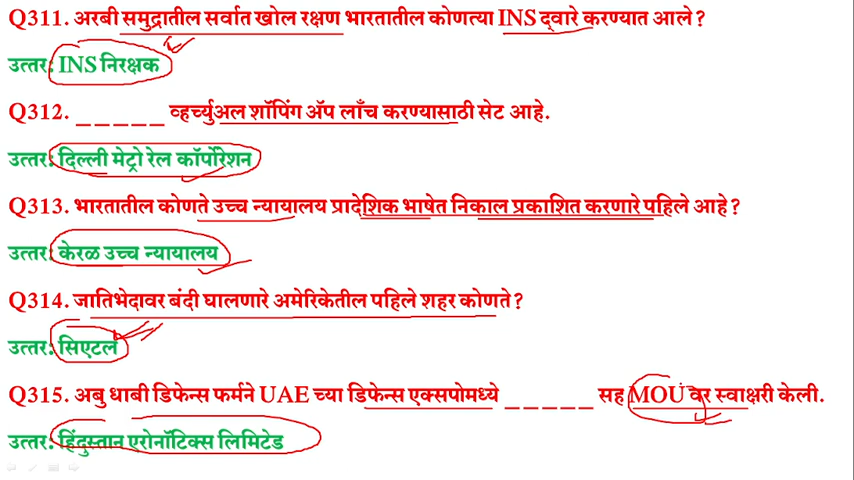 Q311. अरबी समुद्रातील सर्वात खोल रक्षण भारतातील कोणत्या INS द्वारे करण्यात आले?
उत्तर: INS निरक्षक
Q312. _ _ _ _ _ व्हर्च्युअल शॉपिंग ॲप लाँच करण्यासाठी सेट आहे.
उत्तर: दिल्ली मेट्रो रेल कॉर्पोरेशन
Q313. भारतातील कोणते उच्च न्यायालय प्रादेशिक भाषेत निकाल प्रकाशित करणारे पहिले आहे?
उत्तर: केरळ उच्च न्यायालय
Q314. जातिभेदावर बंदी घालणारे अमेरिकेतील पहिले शहर कोणते?
उत्तर: सिएटल
Q315. अबु धाबी डिफेन्स फर्मने UAE च्या डिफेन्स एक्सपोमध्ये _ _ _ _ _ सह MOU वर स्वाक्षरी केली.
उत्तर: हिंदुस्तान एरोनॉटिक्स लिमिटेड